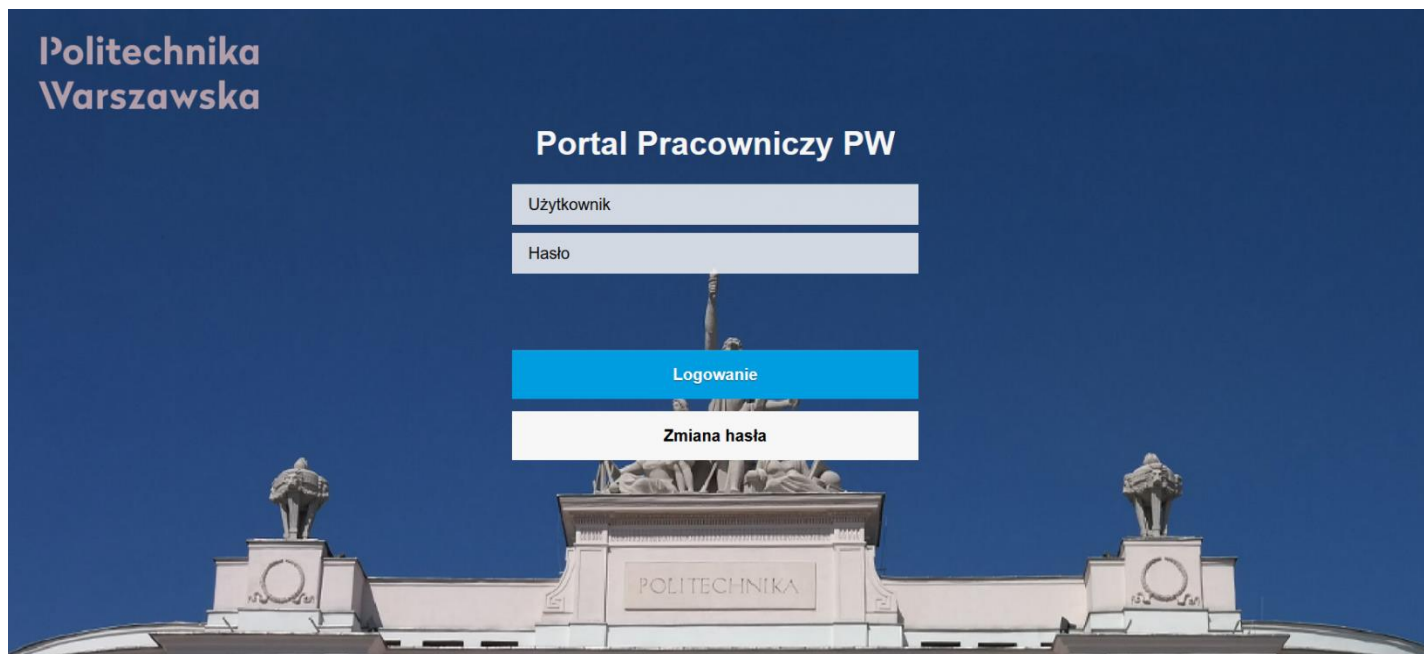 Politechnika
Warszawska
Portal Pracowniczy PW
Użytkownik
Hasło
Logowanie
Zmiana hasła
POLITECHNIKA